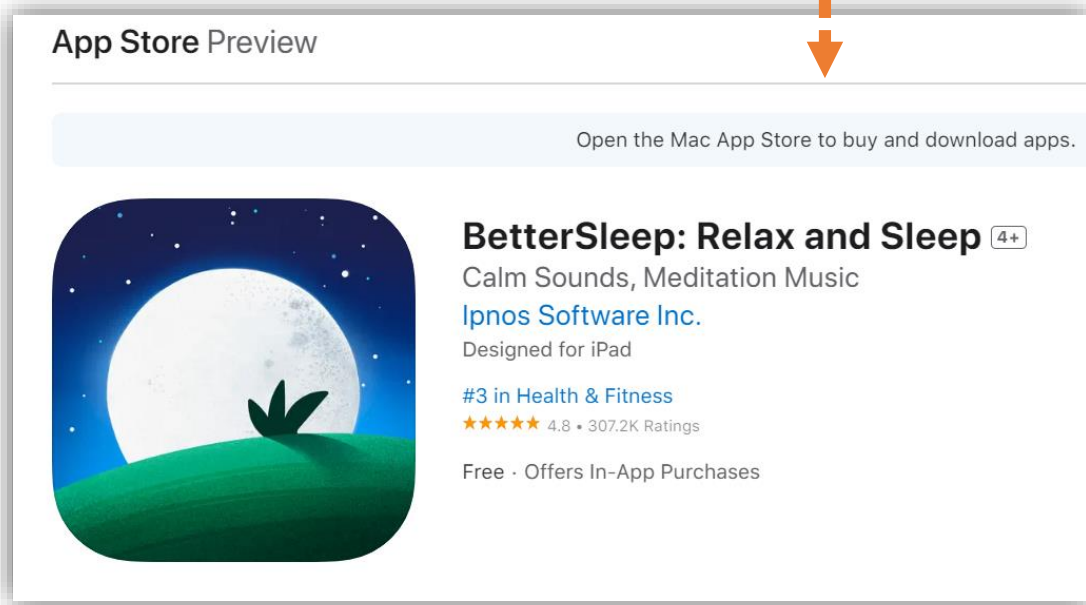 App Store Preview
Open the Mac App Store to buy and download apps.
BetterSleep: Relax and Sleep 4+
Calm Sounds, Meditation Music
Ipnos Software Inc.
Designed for iPad
#3 in Health & Fitness
★★★★★ 4.8 • 307.2K Ratings
Free · Offers In-App Purchases